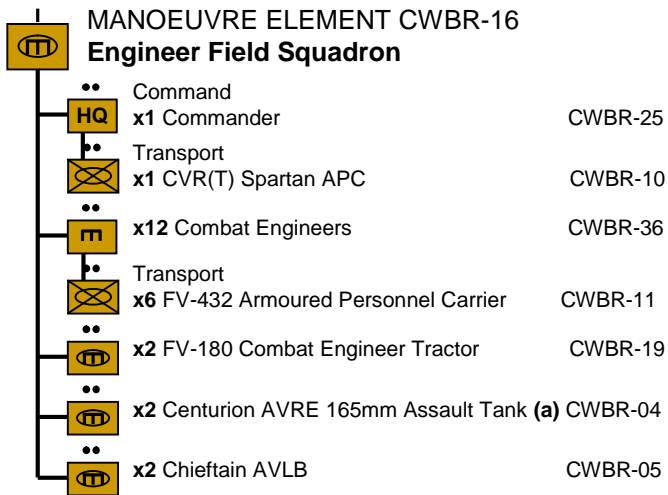 MANOEUVRE ELEMENT CWBR-16
Engineer Field Squadron
Command
HQ x1 Commander CWBR-25
Transport
x1 CVR(T) Spartan APC CWBR-10
x12 Combat Engineers CWBR-36
Transport
x6 FV-432 Armoured Personnel Carrier CWBR-11
x2 FV-180 Combat Engineer Tractor CWBR-19
x2 Centurion AVRE 165mm Assault Tank (a) CWBR-04
x2 Chieftain AVLB CWBR-05